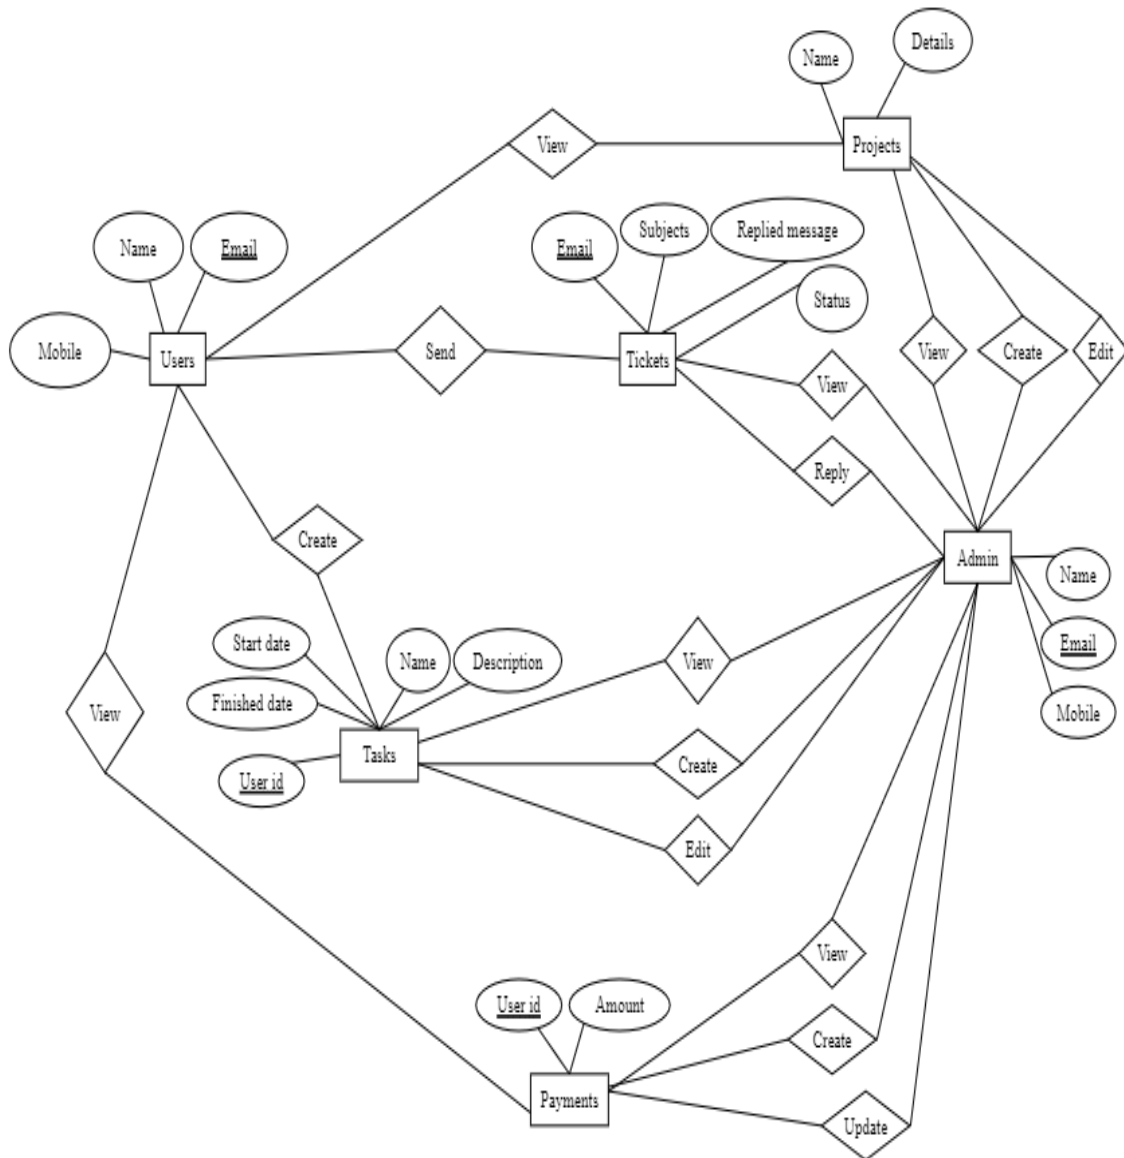 Details
Name
View
Projects
Name
Email
Email
Subjects
Replied message
Status
Mobile
Users
Send
Tickets
View
View
Create
Edit
Reply
Create
Admin
Name
Start date
Name
Description
View
Email
Finished date
View
Mobile
Tasks
Create
User id
Edit
View
User id
Amount
Create
Payments
Update